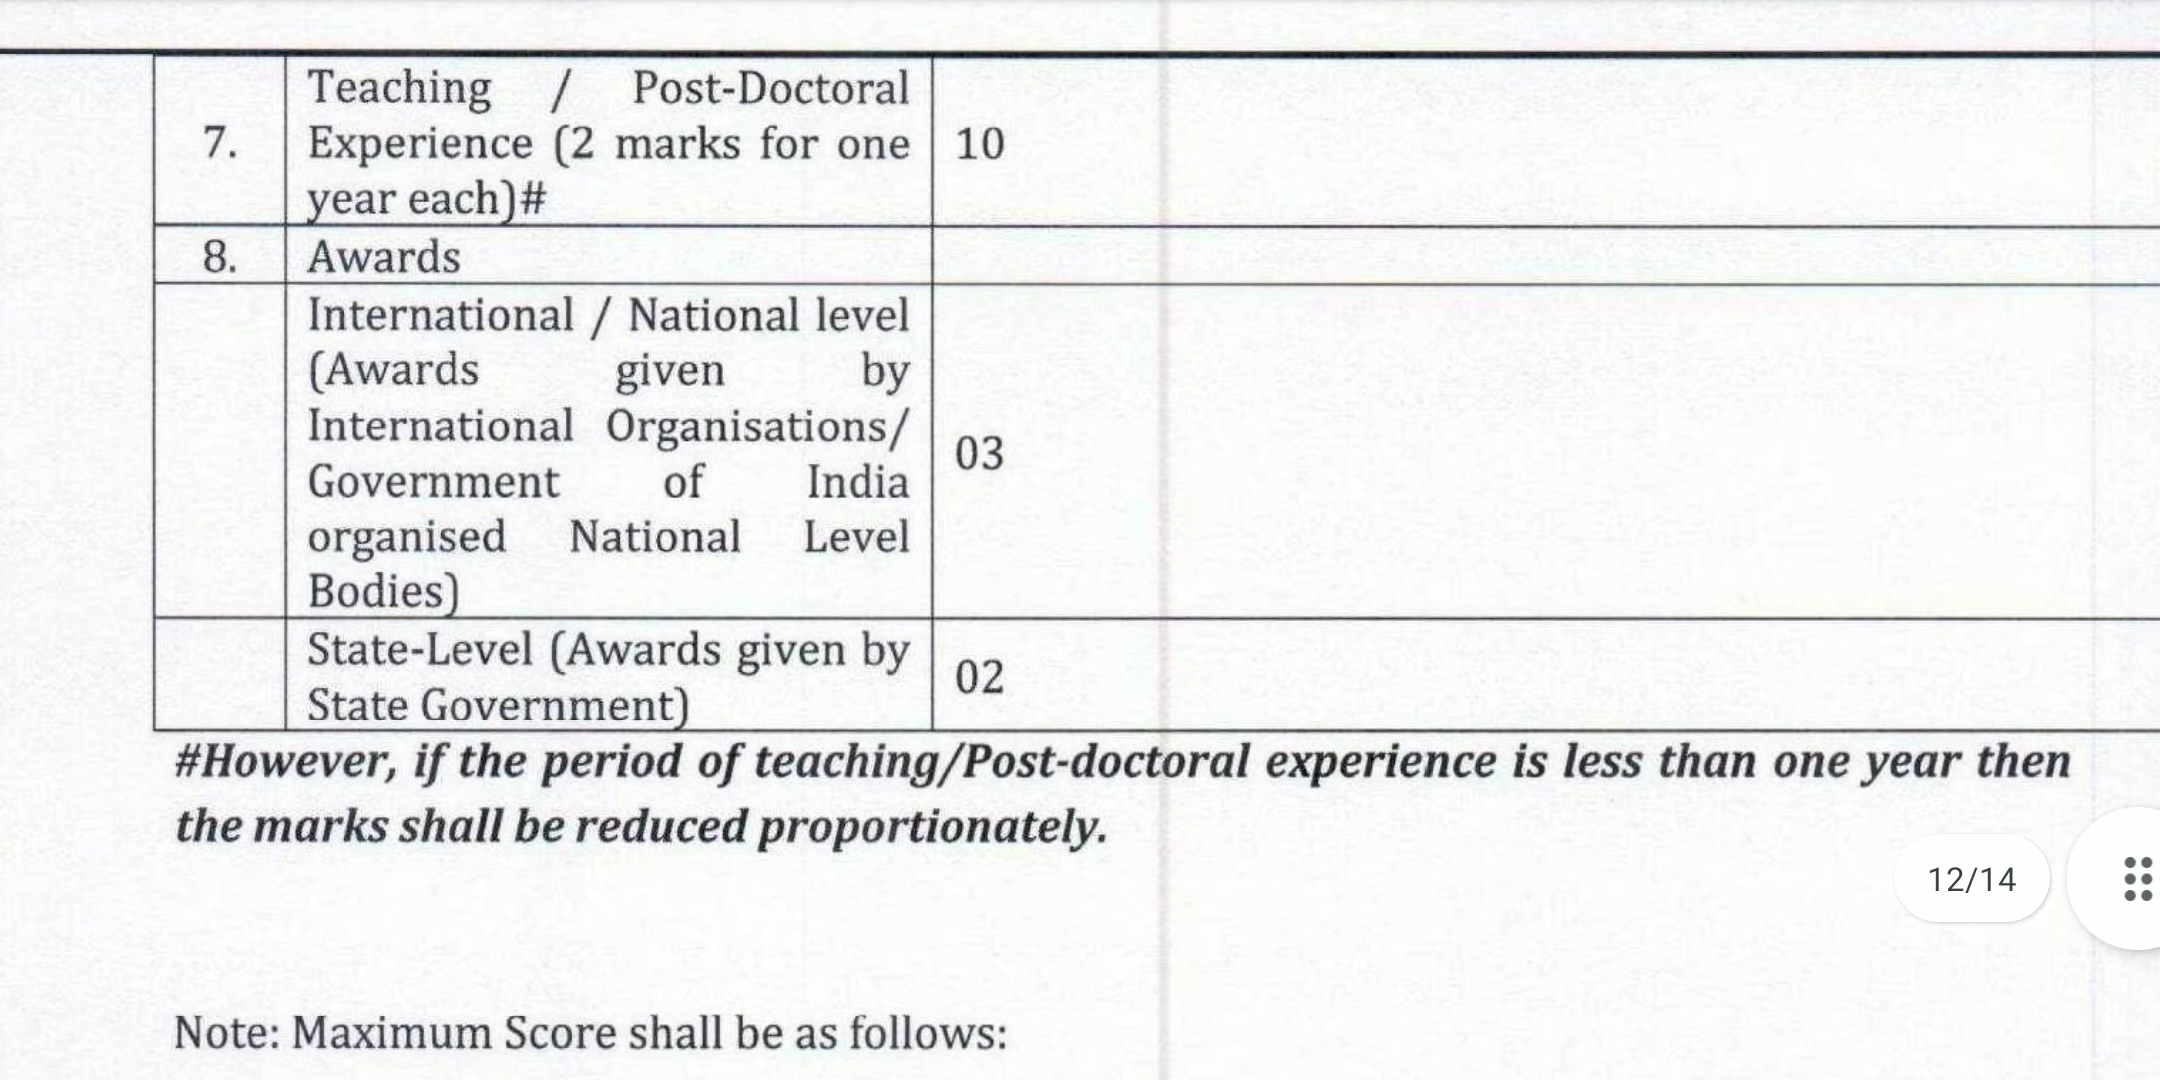 7.
Teaching / Post-Doctoral
Experience (2 marks for one
year each)#
10
8.
Awards
International / National level
(Awards given by
International Organisations/
Government of India
organised National Level
Bodies)
03
State-Level (Awards given by
State Government)
02
#However, if the period of teaching/Post-doctoral experience is less than one year then
the marks shall be reduced proportionately.
12/14
Note: Maximum Score shall be as follows: